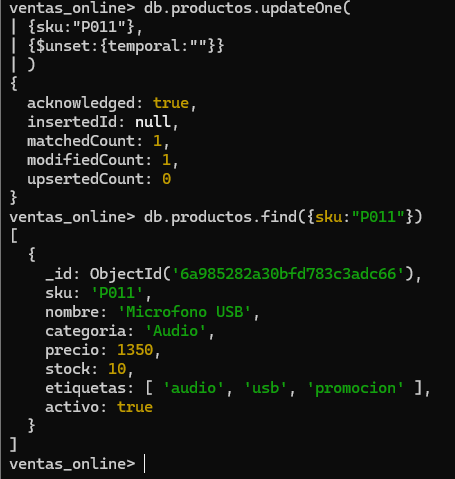 ventas_online> db.productos.updateOne(
| {sku:"P011"},
| {$unset:{temporal:""}}
| )
{
  acknowledged: true,
  insertedId: null,
  matchedCount: 1,
  modifiedCount: 1,
  upsertedCount: 0
}
ventas_online> db.productos.find({sku:"P011"})
[
  {
    _id: ObjectId('6a985282a30bfd783c3adc66'),
    sku: 'P011',
    nombre: 'Microfono USB',
    categoria: 'Audio',
    precio: 1350,
    stock: 10,
    etiquetas: [ 'audio', 'usb', 'promocion' ],
    activo: true
  }
]
ventas_online>